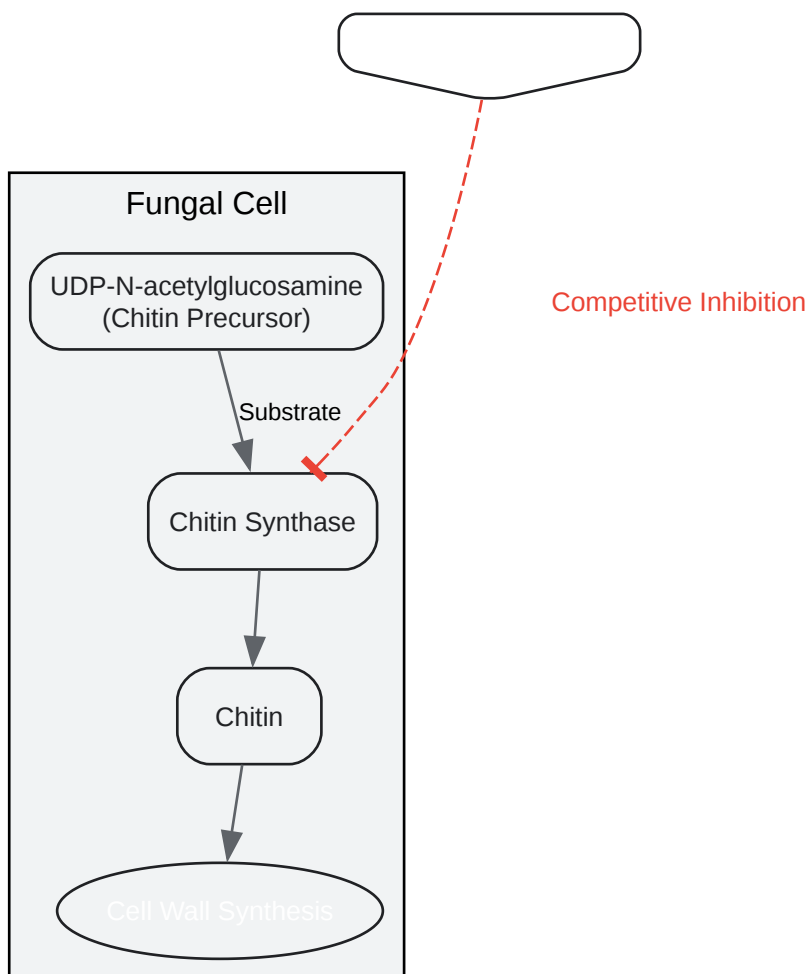 Fungal Cell
UDP-N-acetylglucosamine
(Chitin Precursor)
Competitive Inhibition
Substrate
Chitin Synthase
Chitin
Cell Wall Synthesis